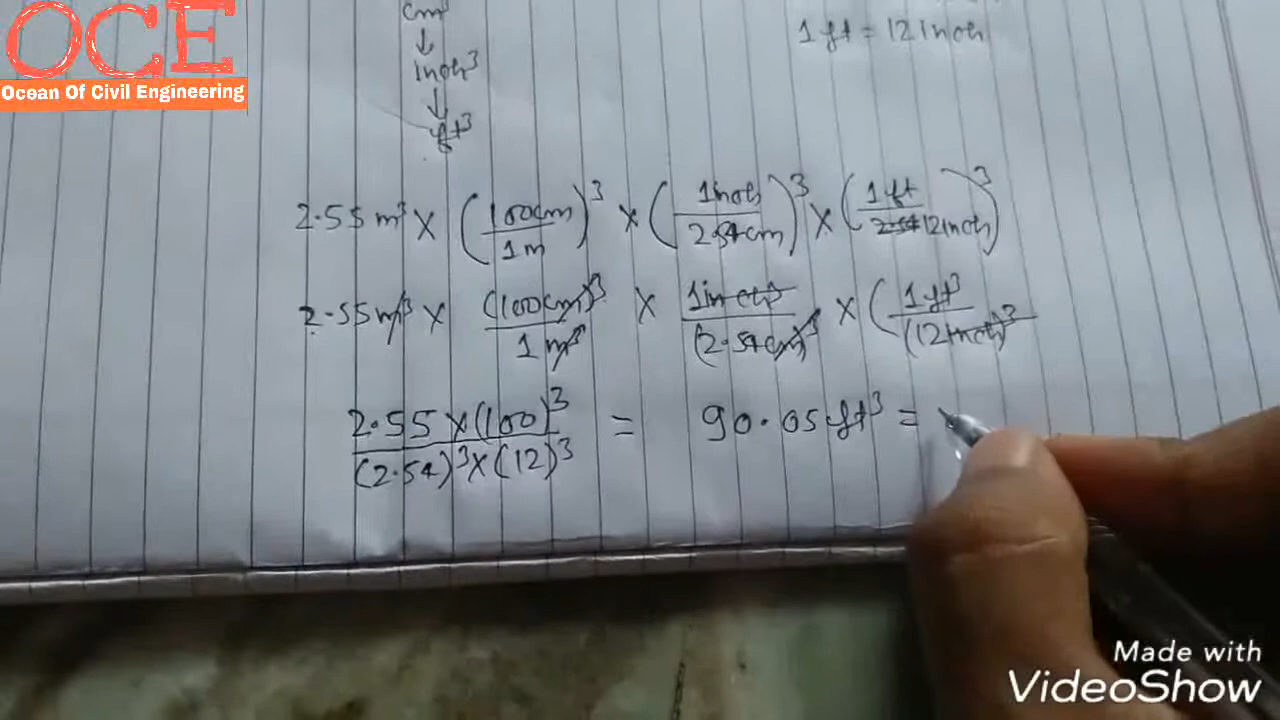 OCE
Ocean Of Civil Engineering
cm³
↓
inch³
↓
ft³
1 ft = 12 inch
2.55 m³ × (100cm / 1m)³ × (1inch / 2.54cm)³ × (1ft / 2.54 12inch)³
2.55 m³ × (100cm)³ / 1 m³ × 1inch³ / (2.54cm)³ × (1ft³ / (12inch)³
2.55 × (100)³ / (2.54)³ × (12)³ = 90.05 ft³ =
Made with
VideoShow